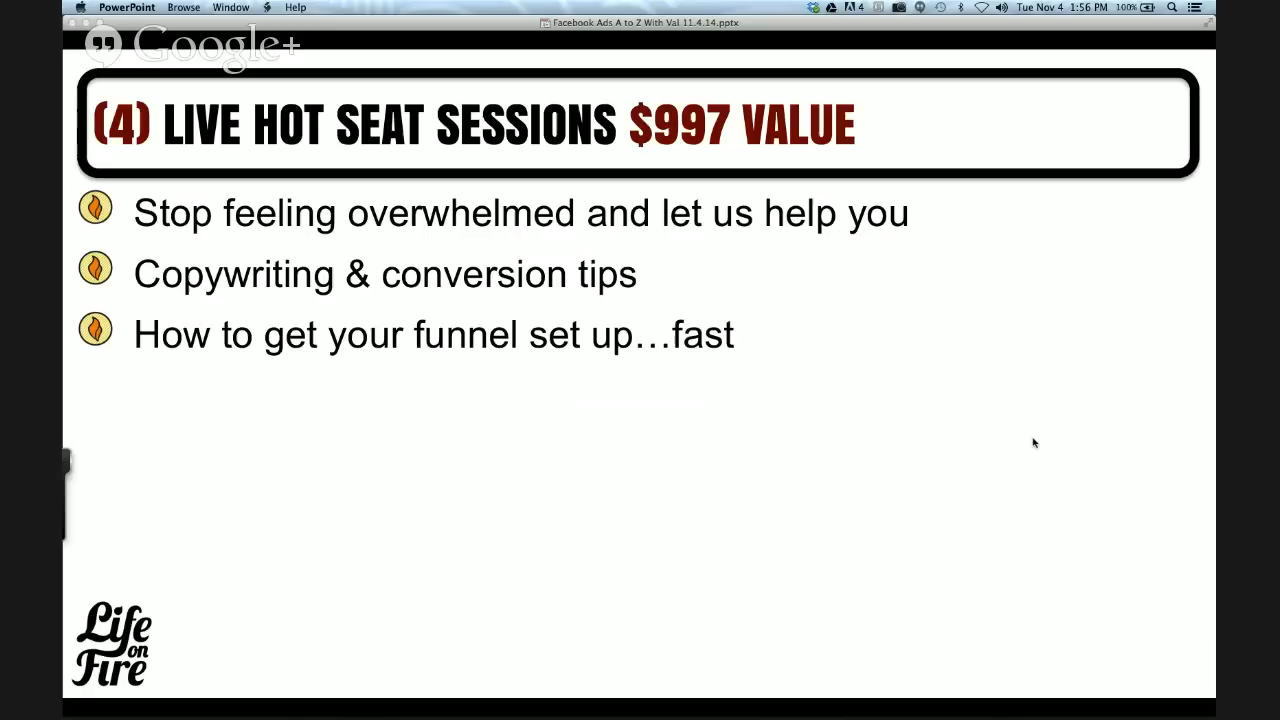 PowerPoint Browse Window Help 4 100% Tue Nov 4 1:56 PM
Facebook Ads A to Z With Val 11.4.14.pptx
Google+
(4) LIVE HOT SEAT SESSIONS $997 VALUE
Stop feeling overwhelmed and let us help you
Copywriting & conversion tips
How to get your funnel set up…fast
Life
on
Fire